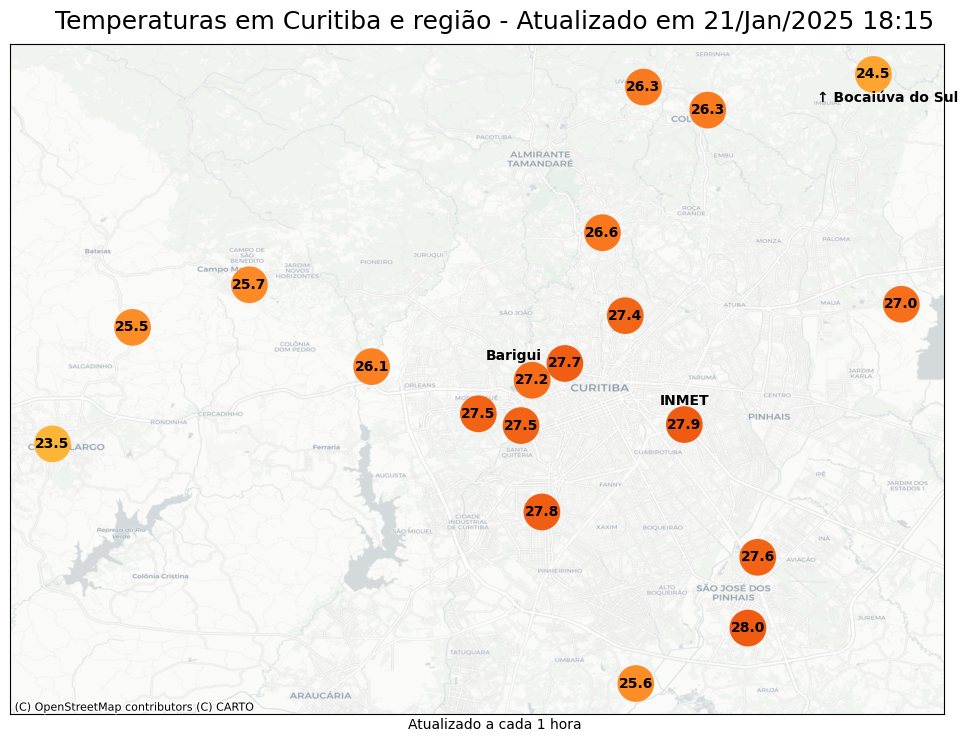 Temperaturas em Curitiba e região - Atualizado em 21/Jan/2025 18:15
SERRINHA
24.5
26.3
↑ Bocaiúva do Sul
26.3
PACOTUBA
ALMIRANTE
TAMANDARÉ
EMBU
ROÇA
GRANDE
26.6
MONZA
PALOMA
Bateias
CAMPO DE
SÃO
BENEDITO
JURUQUI
PIONEIRO
JARDIM
NOVOS
HORIZONTES
25.7
ATUBA
MAUÁ
27.0
SÃO JOÃO
27.4
25.5
COLÔNIA
DOM PEDRO
Barigui
27.7
SALGADINHO
26.1
27.2
JARDIM
KARLA
TARUMÃ
ORLEANS
CURITIBA
CENTRO
INMET
CERCADINHO
27.5
PINHAIS
RONDINHA
27.5
27.9
23.5
Ferraria
SANTA
QUITÉRIA
GUABIROTUBA
AUGUSTA
IPÊ
FANNY
JARDIM DOS
ESTADOS I
27.8
CIDADE
INDUSTRIAL
DE CURITIBA
SÃO MIGUEL
XAXIM
BOQUEIRÃO
Represa do Rio
Verde
INÁ
27.6
AVIAÇÃO
Colônia Cristina
PINHEIRINHO
ALTO
BOQUEIRÃO
SÃO JOSÉ DOS
PINHAIS
JUREMA
28.0
TATUQUARA
UMBARÁ
25.6
ARUJÁ
ARAUCÁRIA
(C) OpenStreetMap contributors (C) CARTO
Atualizado a cada 1 hora